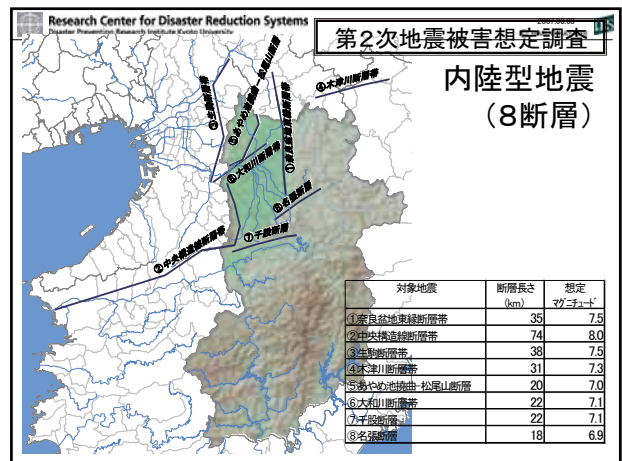 Research Center for Disaster Reduction Systems
Disaster Prevention Research Institute Kyoto University
第2次地震被害想定調査
内陸型地震
(8断層)
④木津川断層帯
⑤あやめ池撓曲-松尾山断層
③生駒断層帯
①奈良盆地東縁断層帯
⑥大和川断層帯
⑧名張断層
⑦千股断層
②中央構造線断層帯
対象地震 断層長さ (km) 想定 マグニチュード
①奈良盆地東縁断層帯 35 7.5
②中央構造線断層帯 74 8.0
③生駒断層帯 38 7.5
④木津川断層帯 31 7.3
⑤あやめ池撓曲-松尾山断層 20 7.0
⑥大和川断層帯 22 7.1
⑦千股断層 22 7.1
⑧名張断層 18 6.9